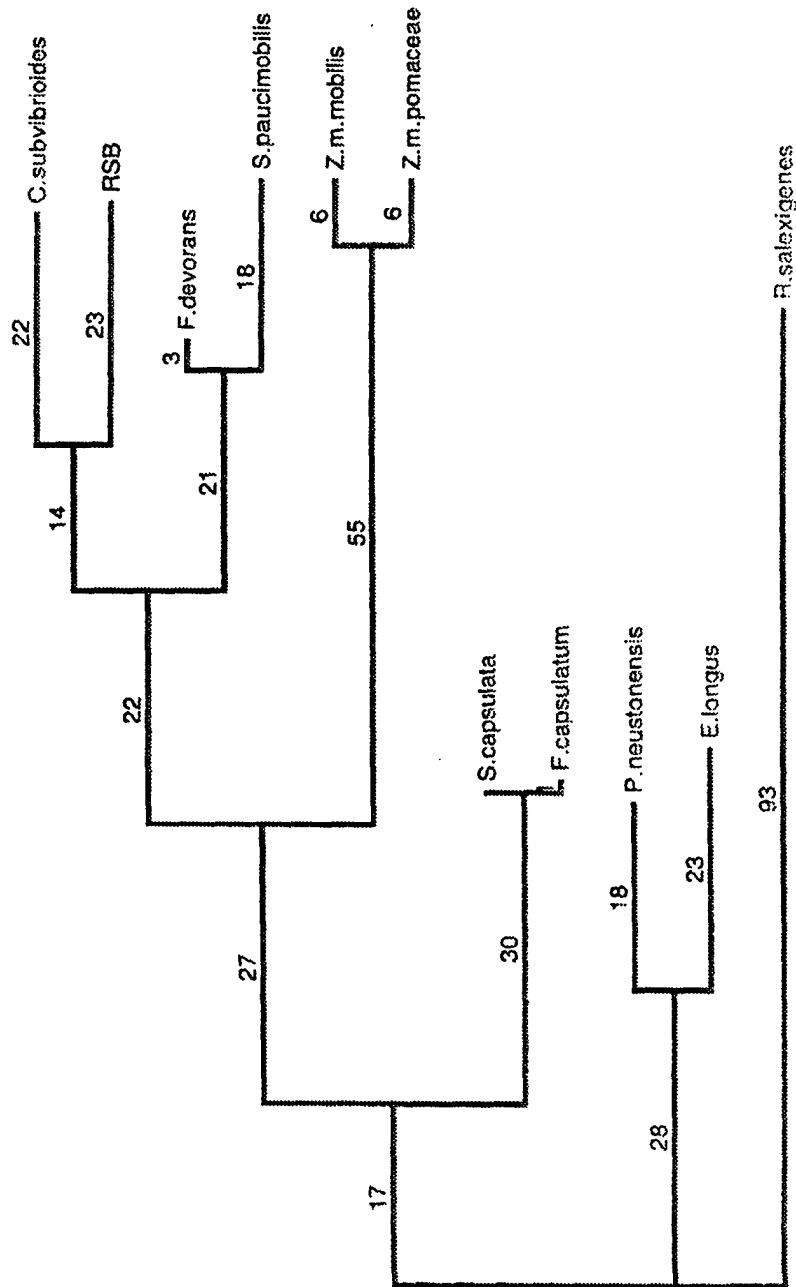 C.subvibrioides
22
RSB
23
14
F.devorans
3
S.paucimobilis
18
21
22
Z.m.mobilis
6
Z.m.pomaceae
6
55
27
S.capsulata
F.capsulatum
30
17
P.neustonensis
18
E.longus
23
28
R.salexigenes
93